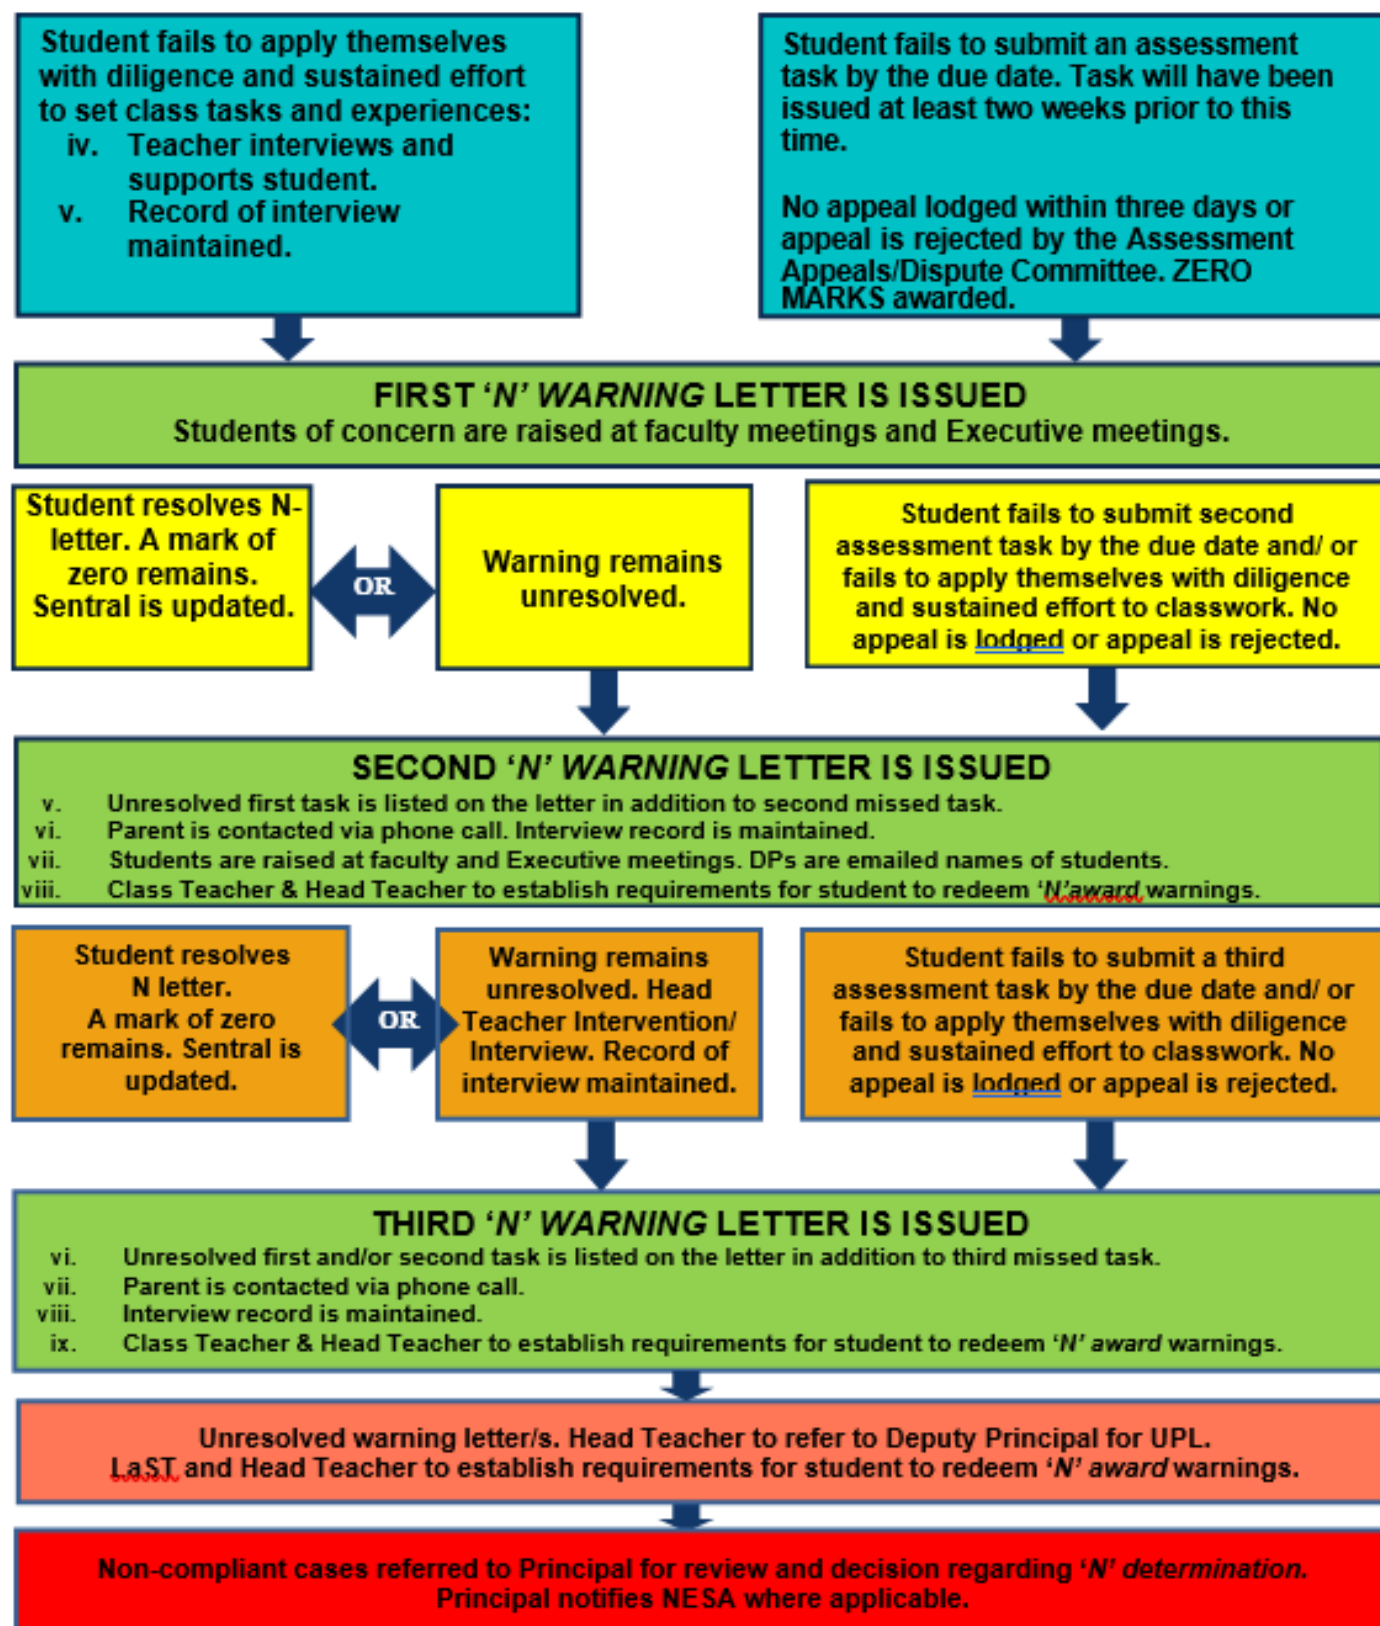 Student fails to apply themselves
with diligence and sustained effort
to set class tasks and experiences:
iv. Teacher interviews and
supports student.
v. Record of interview
maintained.
Student fails to submit an assessment
task by the due date. Task will have been
issued at least two weeks prior to this
time.
No appeal lodged within three days or
appeal is rejected by the Assessment
Appeals/Dispute Committee. ZERO
MARKS awarded.
FIRST ‘N’ WARNING LETTER IS ISSUED
Students of concern are raised at faculty meetings and Executive meetings.
Student resolves N-
letter. A mark of
zero remains.
Sentral is updated.
OR
Warning remains
unresolved.
Student fails to submit second
assessment task by the due date and/ or
fails to apply themselves with diligence
and sustained effort to classwork. No
appeal is lodged or appeal is rejected.
SECOND ‘N’ WARNING LETTER IS ISSUED
v. Unresolved first task is listed on the letter in addition to second missed task.
vi. Parent is contacted via phone call. Interview record is maintained.
vii. Students are raised at faculty and Executive meetings. DPs are emailed names of students.
viii. Class Teacher & Head Teacher to establish requirements for student to redeem ‘N’award warnings.
Student resolves
N letter.
A mark of zero
remains. Sentral is
updated.
OR
Warning remains
unresolved. Head
Teacher Intervention/
Interview. Record of
interview maintained.
Student fails to submit a third
assessment task by the due date and/ or
fails to apply themselves with diligence
and sustained effort to classwork. No
appeal is lodged or appeal is rejected.
THIRD ‘N’ WARNING LETTER IS ISSUED
vi. Unresolved first and/or second task is listed on the letter in addition to third missed task.
vii. Parent is contacted via phone call.
viii. Interview record is maintained.
ix. Class Teacher & Head Teacher to establish requirements for student to redeem ‘N’ award warnings.
Unresolved warning letter/s. Head Teacher to refer to Deputy Principal for UPL.
LaST and Head Teacher to establish requirements for student to redeem ‘N’ award warnings.
Non-compliant cases referred to Principal for review and decision regarding ‘N’ determination.
Principal notifies NESA where applicable.